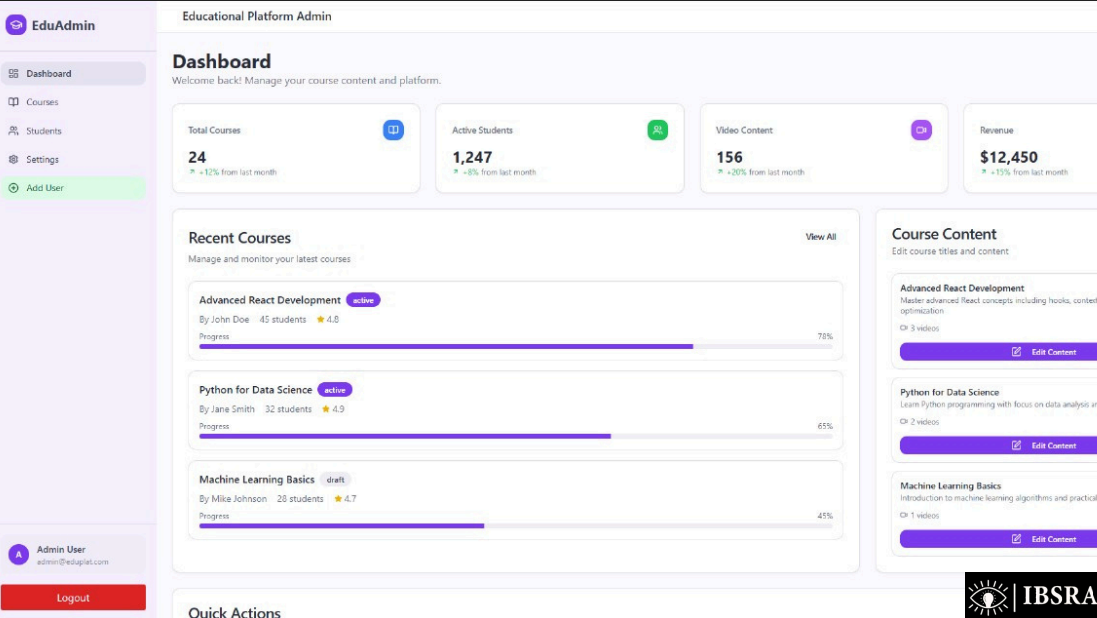 EduAdmin
Dashboard
Courses
Students
Settings
Add User
A
Admin User
admin@eduplat.com
Logout
Educational Platform Admin
Dashboard
Welcome back! Manage your course content and platform.
Total Courses
24
+12% from last month
Active Students
1,247
+8% from last month
Video Content
156
+20% from last month
Revenue
$12,450
+15% from last month
Recent Courses
View All
Manage and monitor your latest courses
Advanced React Development active
By John Doe 45 students 4.8
Progress 78%
Python for Data Science active
By Jane Smith 32 students 4.9
Progress 65%
Machine Learning Basics draft
By Mike Johnson 28 students 4.7
Progress 45%
Course Content
Edit course titles and content
Advanced React Development
Master advanced React concepts including hooks,
optimization
3 videos
Edit Content
Python for Data Science
Learn Python programming with focus on data analysis
2 videos
Edit Content
Machine Learning Basics
Introduction to machine learning algorithms and
1 videos
Edit Content
Quick Actions
IBSRA